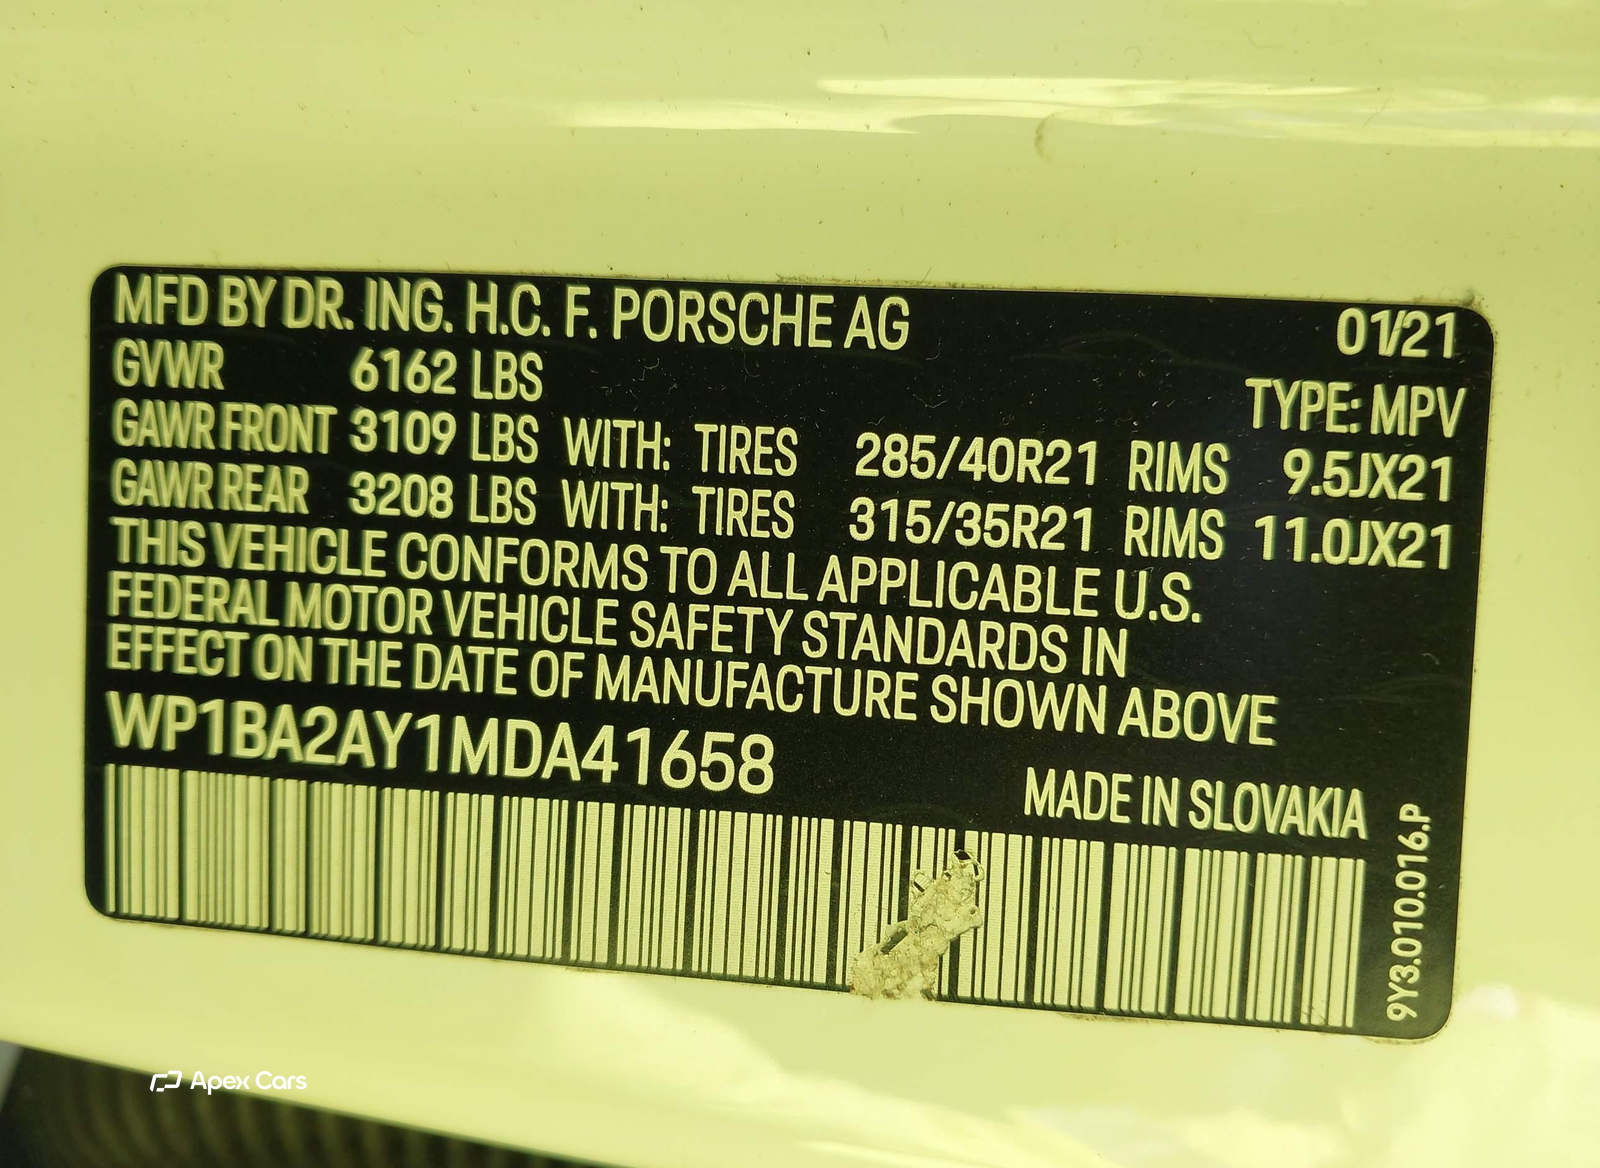 MFD BY DR. ING. H.C. F. PORSCHE AG 01/21
GVWR 6162 LBS TYPE: MPV
GAWR FRONT 3109 LBS WITH: TIRES 285/40R21 RIMS 9.5JX21
GAWR REAR 3208 LBS WITH: TIRES 315/35R21 RIMS 11.0JX21
THIS VEHICLE CONFORMS TO ALL APPLICABLE U.S.
FEDERAL MOTOR VEHICLE SAFETY STANDARDS IN
EFFECT ON THE DATE OF MANUFACTURE SHOWN ABOVE
WP1BA2AY1MDA41658
MADE IN SLOVAKIA
9Y3.010.016.P
Apex Cars